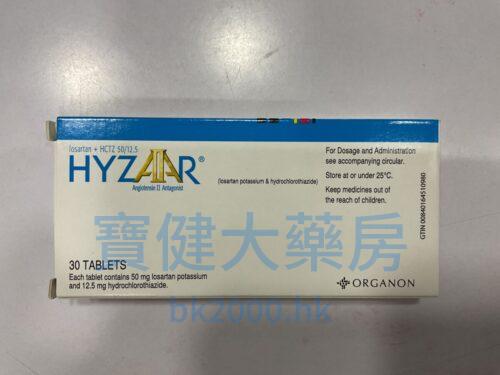 losartan + HCTZ 50/12.5
HYZAAR®
Angiotensin II Antagonist
(losartan potassium & hydrochlorothiazide)
For Dosage and Administration
see accompanying circular.
Store at or under 25°C.
Keep medicines out of
the reach of children.
GTIN 00840164510980
寶健大藥房
30 TABLETS
Each tablet contains 50 mg losartan potassium
and 12.5 mg hydrochlorothiazide.
ORGANON
bk2000.hk